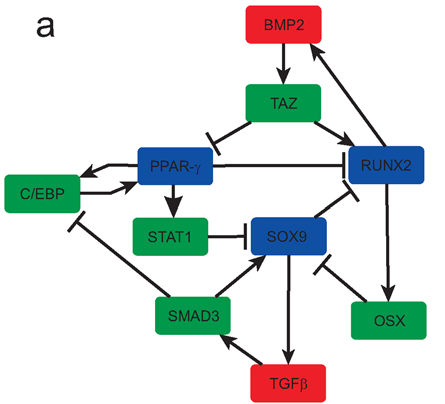 a
BMP2
TAZ
PPAR-γ
RUNX2
C/EBP
STAT1
SOX9
SMAD3
OSX
TGFβ